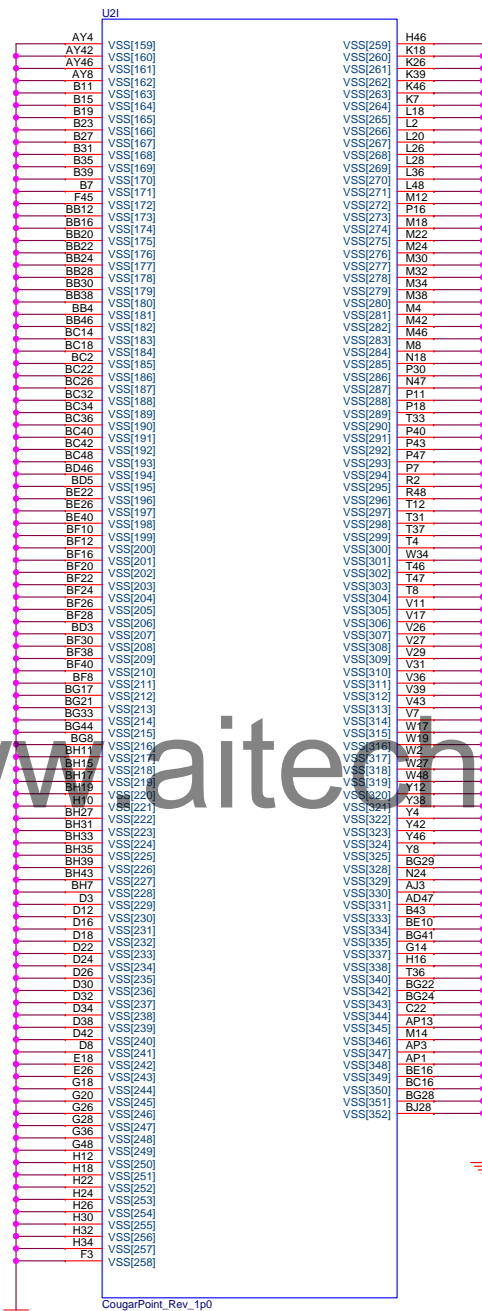 U2I
AY4 VSS[159] VSS[259] H46
AY42 VSS[160] VSS[260] K18
AY46 VSS[161] VSS[261] K26
AY8 VSS[162] VSS[262] K39
B11 VSS[163] VSS[263] K46
B15 VSS[164] VSS[264] K7
B19 VSS[165] VSS[265] L18
B23 VSS[166] VSS[266] L2
B27 VSS[167] VSS[267] L20
B31 VSS[168] VSS[268] L26
B35 VSS[169] VSS[269] L28
B39 VSS[170] VSS[270] L36
B7 VSS[171] VSS[271] L48
F45 VSS[172] VSS[272] M12
BB12 VSS[173] VSS[273] P16
BB16 VSS[174] VSS[274] M18
BB20 VSS[175] VSS[275] M22
BB22 VSS[176] VSS[276] M24
BB24 VSS[177] VSS[277] M30
BB28 VSS[178] VSS[278] M32
BB30 VSS[179] VSS[279] M34
BB38 VSS[180] VSS[280] M38
BB4 VSS[181] VSS[281] M4
BB46 VSS[182] VSS[282] M42
BC14 VSS[183] VSS[283] M46
BC18 VSS[184] VSS[284] M8
BC2 VSS[185] VSS[285] N18
BC22 VSS[186] VSS[286] P30
BC26 VSS[187] VSS[287] N47
BC32 VSS[188] VSS[288] P11
BC34 VSS[189] VSS[289] P18
BC36 VSS[190] VSS[290] T33
BC40 VSS[191] VSS[291] P40
BC42 VSS[192] VSS[292] P43
BC48 VSS[193] VSS[293] P47
BD46 VSS[194] VSS[294] P7
BD5 VSS[195] VSS[295] R2
BE22 VSS[196] VSS[296] R48
BE26 VSS[197] VSS[297] T12
BE40 VSS[198] VSS[298] T31
BF10 VSS[199] VSS[299] T37
BF12 VSS[200] VSS[300] T4
BF16 VSS[201] VSS[301] W34
BF20 VSS[202] VSS[302] T46
BF22 VSS[203] VSS[303] T47
BF24 VSS[204] VSS[304] T8
BF26 VSS[205] VSS[305] V11
BF28 VSS[206] VSS[306] V17
BD3 VSS[207] VSS[307] V26
BF30 VSS[208] VSS[308] V27
BF38 VSS[209] VSS[309] V29
BF40 VSS[210] VSS[310] V31
BF8 VSS[211] VSS[311] V36
BG17 VSS[212] VSS[312] V39
BG21 VSS[213] VSS[313] V43
BG33 VSS[214] VSS[314] V7
BG44 VSS[215] VSS[315] W17
BG8 VSS[216] VSS[316] W19
BH11 VSS[217] VSS[317] W2
BH15 VSS[218] VSS[318] W27
BH17 VSS[219] VSS[319] W48
BH19 VSS[220] VSS[320] Y12
H10 VSS[221] VSS[321] Y38
BH27 VSS[222] VSS[322] Y4
BH31 VSS[223] VSS[323] Y42
BH33 VSS[224] VSS[324] Y46
BH35 VSS[225] VSS[325] Y8
BH39 VSS[226] VSS[328] BG29
BH43 VSS[227] VSS[329] N24
BH7 VSS[228] VSS[330] AJ3
D3 VSS[229] VSS[331] AD47
D12 VSS[230] VSS[333] B43
D16 VSS[231] VSS[334] BE10
D18 VSS[232] VSS[335] BG41
D22 VSS[233] VSS[337] G14
D24 VSS[234] VSS[338] H16
D26 VSS[235] VSS[340] T36
D30 VSS[236] VSS[342] BG22
D32 VSS[237] VSS[343] BG24
D34 VSS[238] VSS[344] C22
D38 VSS[239] VSS[345] AP13
D42 VSS[240] VSS[346] M14
D8 VSS[241] VSS[347] AP3
E18 VSS[242] VSS[348] AP1
E26 VSS[243] VSS[349] BE16
G18 VSS[244] VSS[350] BC16
G20 VSS[245] VSS[351] BG28
G26 VSS[246] VSS[352] BJ28
G28 VSS[247]
G36 VSS[248]
G48 VSS[249]
H12 VSS[250]
H18 VSS[251]
H22 VSS[252]
H24 VSS[253]
H26 VSS[254]
H30 VSS[255]
H32 VSS[256]
H34 VSS[257]
F3 VSS[258]
CougarPoint_Rev_1p0
w.aitech